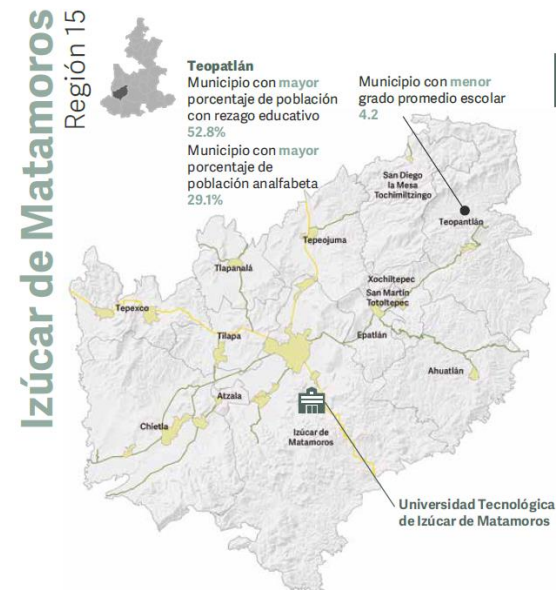 Izúcar de Matamoros
Región 15
Teopatlán
Municipio con mayor
porcentaje de población
con rezago educativo
52.8%
Municipio con mayor
porcentaje de
población analfabeta
29.1%
Municipio con menor
grado promedio escolar
4.2
San Diego
la Mesa
Tochimiltzingo
Teopantlán
Tepeojuma
Tlapanalá
Xochiltepec
San Martín
Totoltepec
Tepexco
Tilapa
Epatlán
Ahuatlán
Atzala
Chietla
Izúcar de
Matamoros
Universidad Tecnológica
de Izúcar de Matamoros